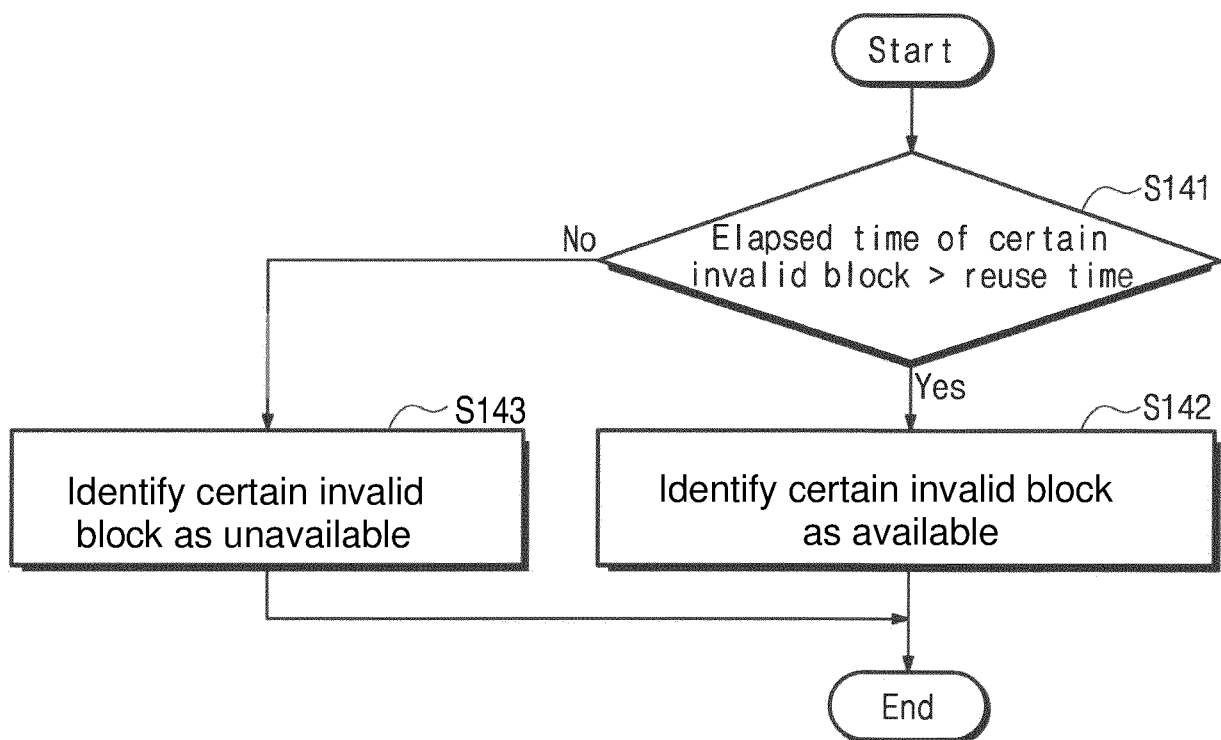 Start
S141
Elapsed time of certain
invalid block > reuse time
No
Yes
S143
S142
Identify certain invalid
block as unavailable
Identify certain invalid block
as available
End